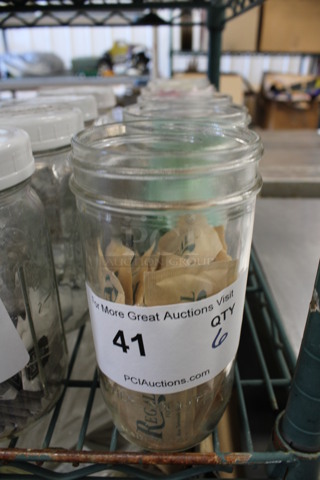 For More Great Auctions Visit
41
QTY
6
PCIAuctions.com